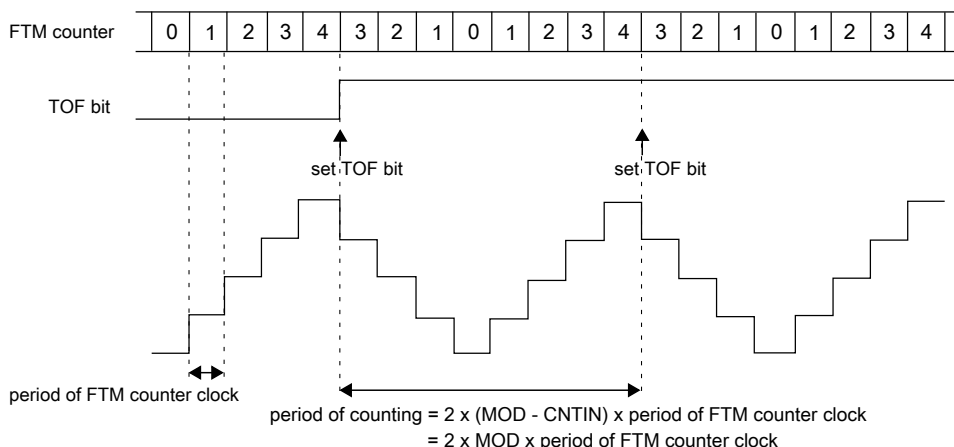 FTM counter 0 1 2 3 4 3 2 1 0 1 2 3 4 3 2 1 0 1 2 3 4
TOF bit
set TOF bit set TOF bit
period of FTM counter clock
period of counting = 2 x (MOD - CNTIN) x period of FTM counter clock
= 2 x MOD x period of FTM counter clock